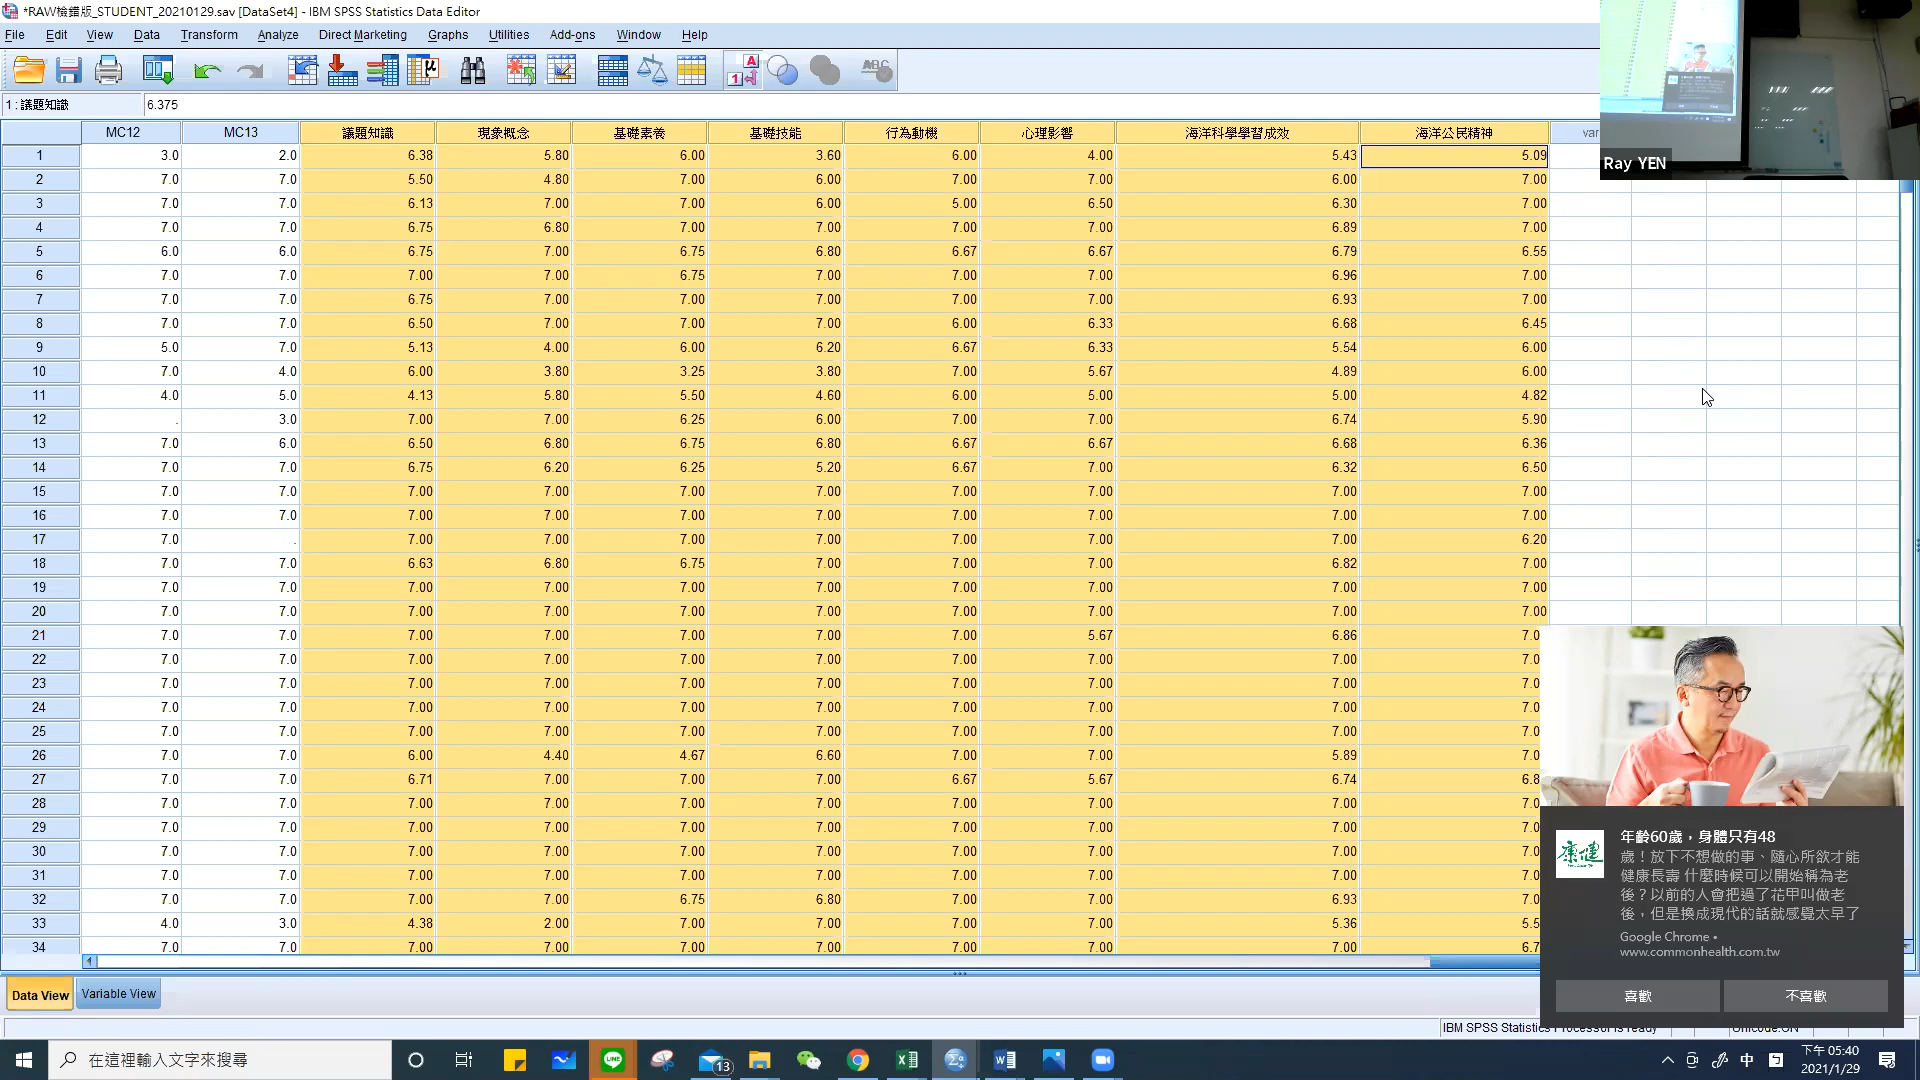 *RAW檢錯版_STUDENT_20210129.sav [DataSet4] - IBM SPSS Statistics Data Editor
File Edit View Data Transform Analyze Direct Marketing Graphs Utilities Add-ons Window Help
1 : 議題知識 6.375
MC12 MC13 議題知識 現象概念 基礎素養 基礎技能 行為動機 心理影響 海洋科學學習成效 海洋公民精神 var
1 3.0 2.0 6.38 5.80 6.00 3.60 6.00 4.00 5.43 5.09
2 7.0 7.0 5.50 4.80 7.00 6.00 7.00 7.00 6.00 7.00
3 7.0 7.0 6.13 7.00 7.00 6.00 5.00 6.50 6.30 7.00
4 7.0 7.0 6.75 6.80 7.00 7.00 7.00 7.00 6.89 7.00
5 6.0 6.0 6.75 7.00 6.75 6.80 6.67 6.67 6.79 6.55
6 7.0 7.0 7.00 7.00 6.75 7.00 7.00 7.00 6.96 7.00
7 7.0 7.0 6.75 7.00 7.00 7.00 7.00 7.00 6.93 7.00
8 7.0 7.0 6.50 7.00 7.00 7.00 6.00 6.33 6.68 6.45
9 5.0 7.0 5.13 4.00 6.00 6.20 6.67 6.33 5.54 6.00
10 7.0 4.0 6.00 3.80 3.25 3.80 7.00 5.67 4.89 6.00
11 4.0 5.0 4.13 5.80 5.50 4.60 6.00 5.00 5.00 4.82
12 . 3.0 7.00 7.00 6.25 6.00 7.00 7.00 6.74 5.90
13 7.0 6.0 6.50 6.80 6.75 6.80 6.67 6.67 6.68 6.36
14 7.0 7.0 6.75 6.20 6.25 5.20 6.67 7.00 6.32 6.50
15 7.0 7.0 7.00 7.00 7.00 7.00 7.00 7.00 7.00 7.00
16 7.0 7.0 7.00 7.00 7.00 7.00 7.00 7.00 7.00 7.00
17 7.0 . 7.00 7.00 7.00 7.00 7.00 7.00 7.00 6.20
18 7.0 7.0 6.63 6.80 6.75 7.00 7.00 7.00 6.82 7.00
19 7.0 7.0 7.00 7.00 7.00 7.00 7.00 7.00 7.00 7.00
20 7.0 7.0 7.00 7.00 7.00 7.00 7.00 7.00 7.00 7.00
21 7.0 7.0 7.00 7.00 7.00 7.00 7.00 5.67 6.86 7.0
22 7.0 7.0 7.00 7.00 7.00 7.00 7.00 7.00 7.00 7.0
23 7.0 7.0 7.00 7.00 7.00 7.00 7.00 7.00 7.00 7.0
24 7.0 7.0 7.00 7.00 7.00 7.00 7.00 7.00 7.00 7.0
25 7.0 7.0 7.00 7.00 7.00 7.00 7.00 7.00 7.00 7.0
26 7.0 7.0 6.00 4.40 4.67 6.60 7.00 7.00 5.89 7.0
27 7.0 7.0 6.71 7.00 7.00 7.00 6.67 5.67 6.74 6.8
28 7.0 7.0 7.00 7.00 7.00 7.00 7.00 7.00 7.00 7.0
29 7.0 7.0 7.00 7.00 7.00 7.00 7.00 7.00 7.00 7.0
30 7.0 7.0 7.00 7.00 7.00 7.00 7.00 7.00 7.00 7.0
31 7.0 7.0 7.00 7.00 7.00 7.00 7.00 7.00 7.00 7.0
32 7.0 7.0 7.00 7.00 6.75 6.80 7.00 7.00 6.93 7.0
33 4.0 3.0 4.38 2.00 7.00 7.00 7.00 7.00 5.36 5.5
34 7.0 7.0 7.00 7.00 7.00 7.00 7.00 7.00 7.00 6.7
Ray YEN
康健
年齡60歲，身體只有48
歲！放下不想做的事、隨心所欲才能
健康長壽 什麼時候可以開始稱為老
後？以前的人會把過了花甲叫做老
後，但是換成現代的話就感覺太早了
Google Chrome •
www.commonhealth.com.tw
喜歡 不喜歡
Data View Variable View
IBM SPSS Statistics Processor is ready Unicode:ON
在這裡輸入文字來搜尋
13
中
下午 05:40
2021/1/29